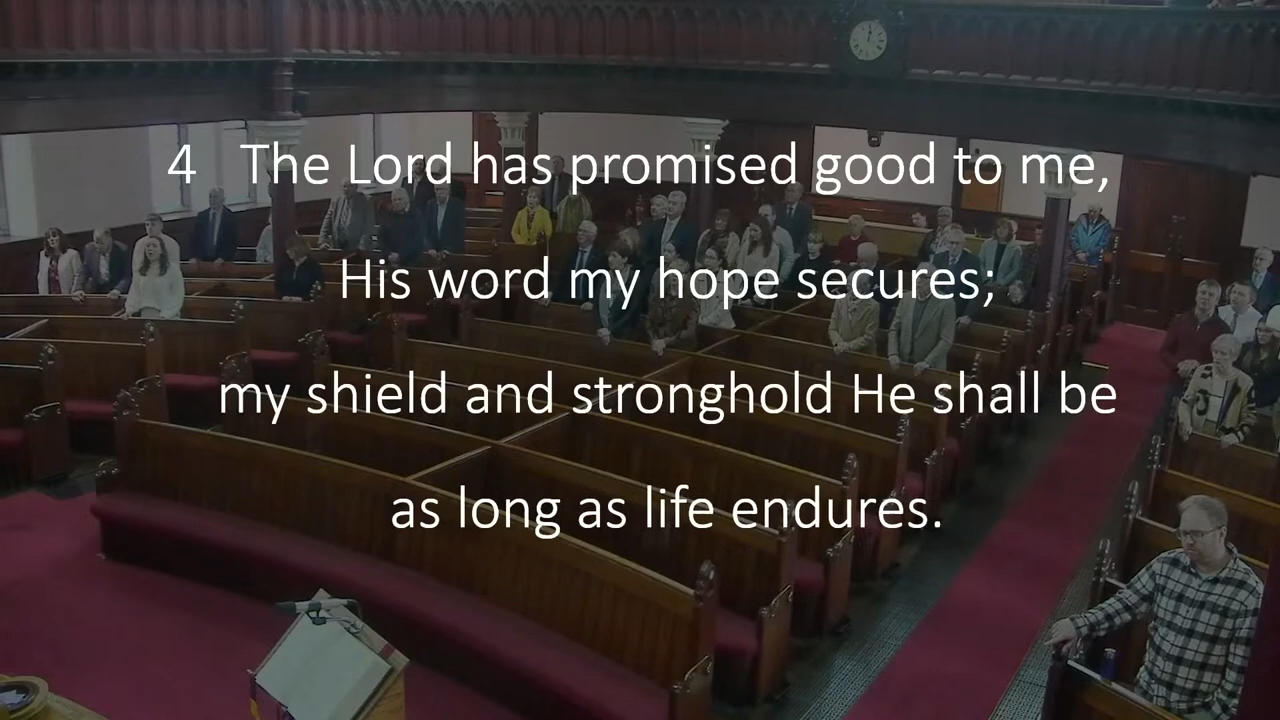 4 The Lord has promised good to me,
His word my hope secures;
my shield and stronghold He shall be
as long as life endures.